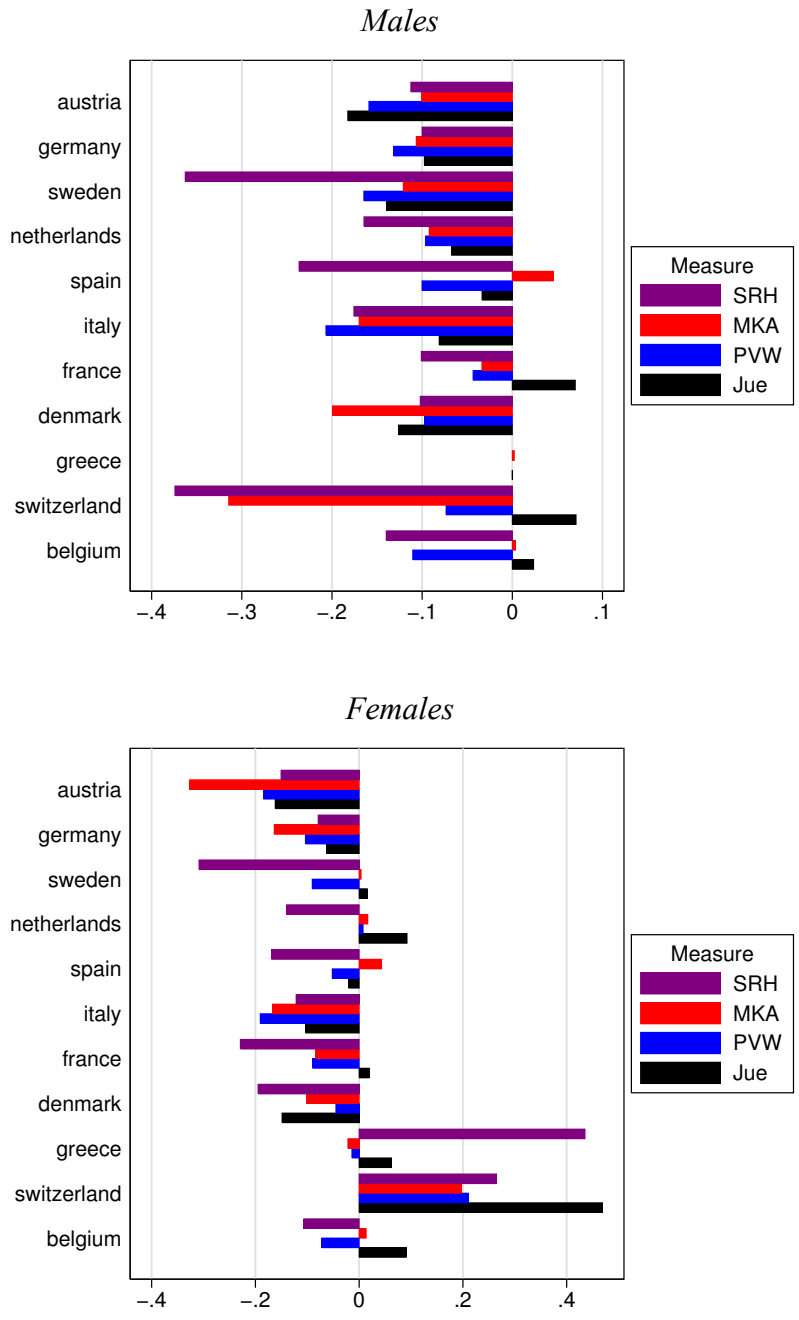 Males
austria
germany
sweden
netherlands
spain
italy
france
denmark
greece
switzerland
belgium
−.4 −.3 −.2 −.1 0 .1
Measure
SRH
MKA
PVW
Jue
Females
austria
germany
sweden
netherlands
spain
italy
france
denmark
greece
switzerland
belgium
−.4 −.2 0 .2 .4
Measure
SRH
MKA
PVW
Jue